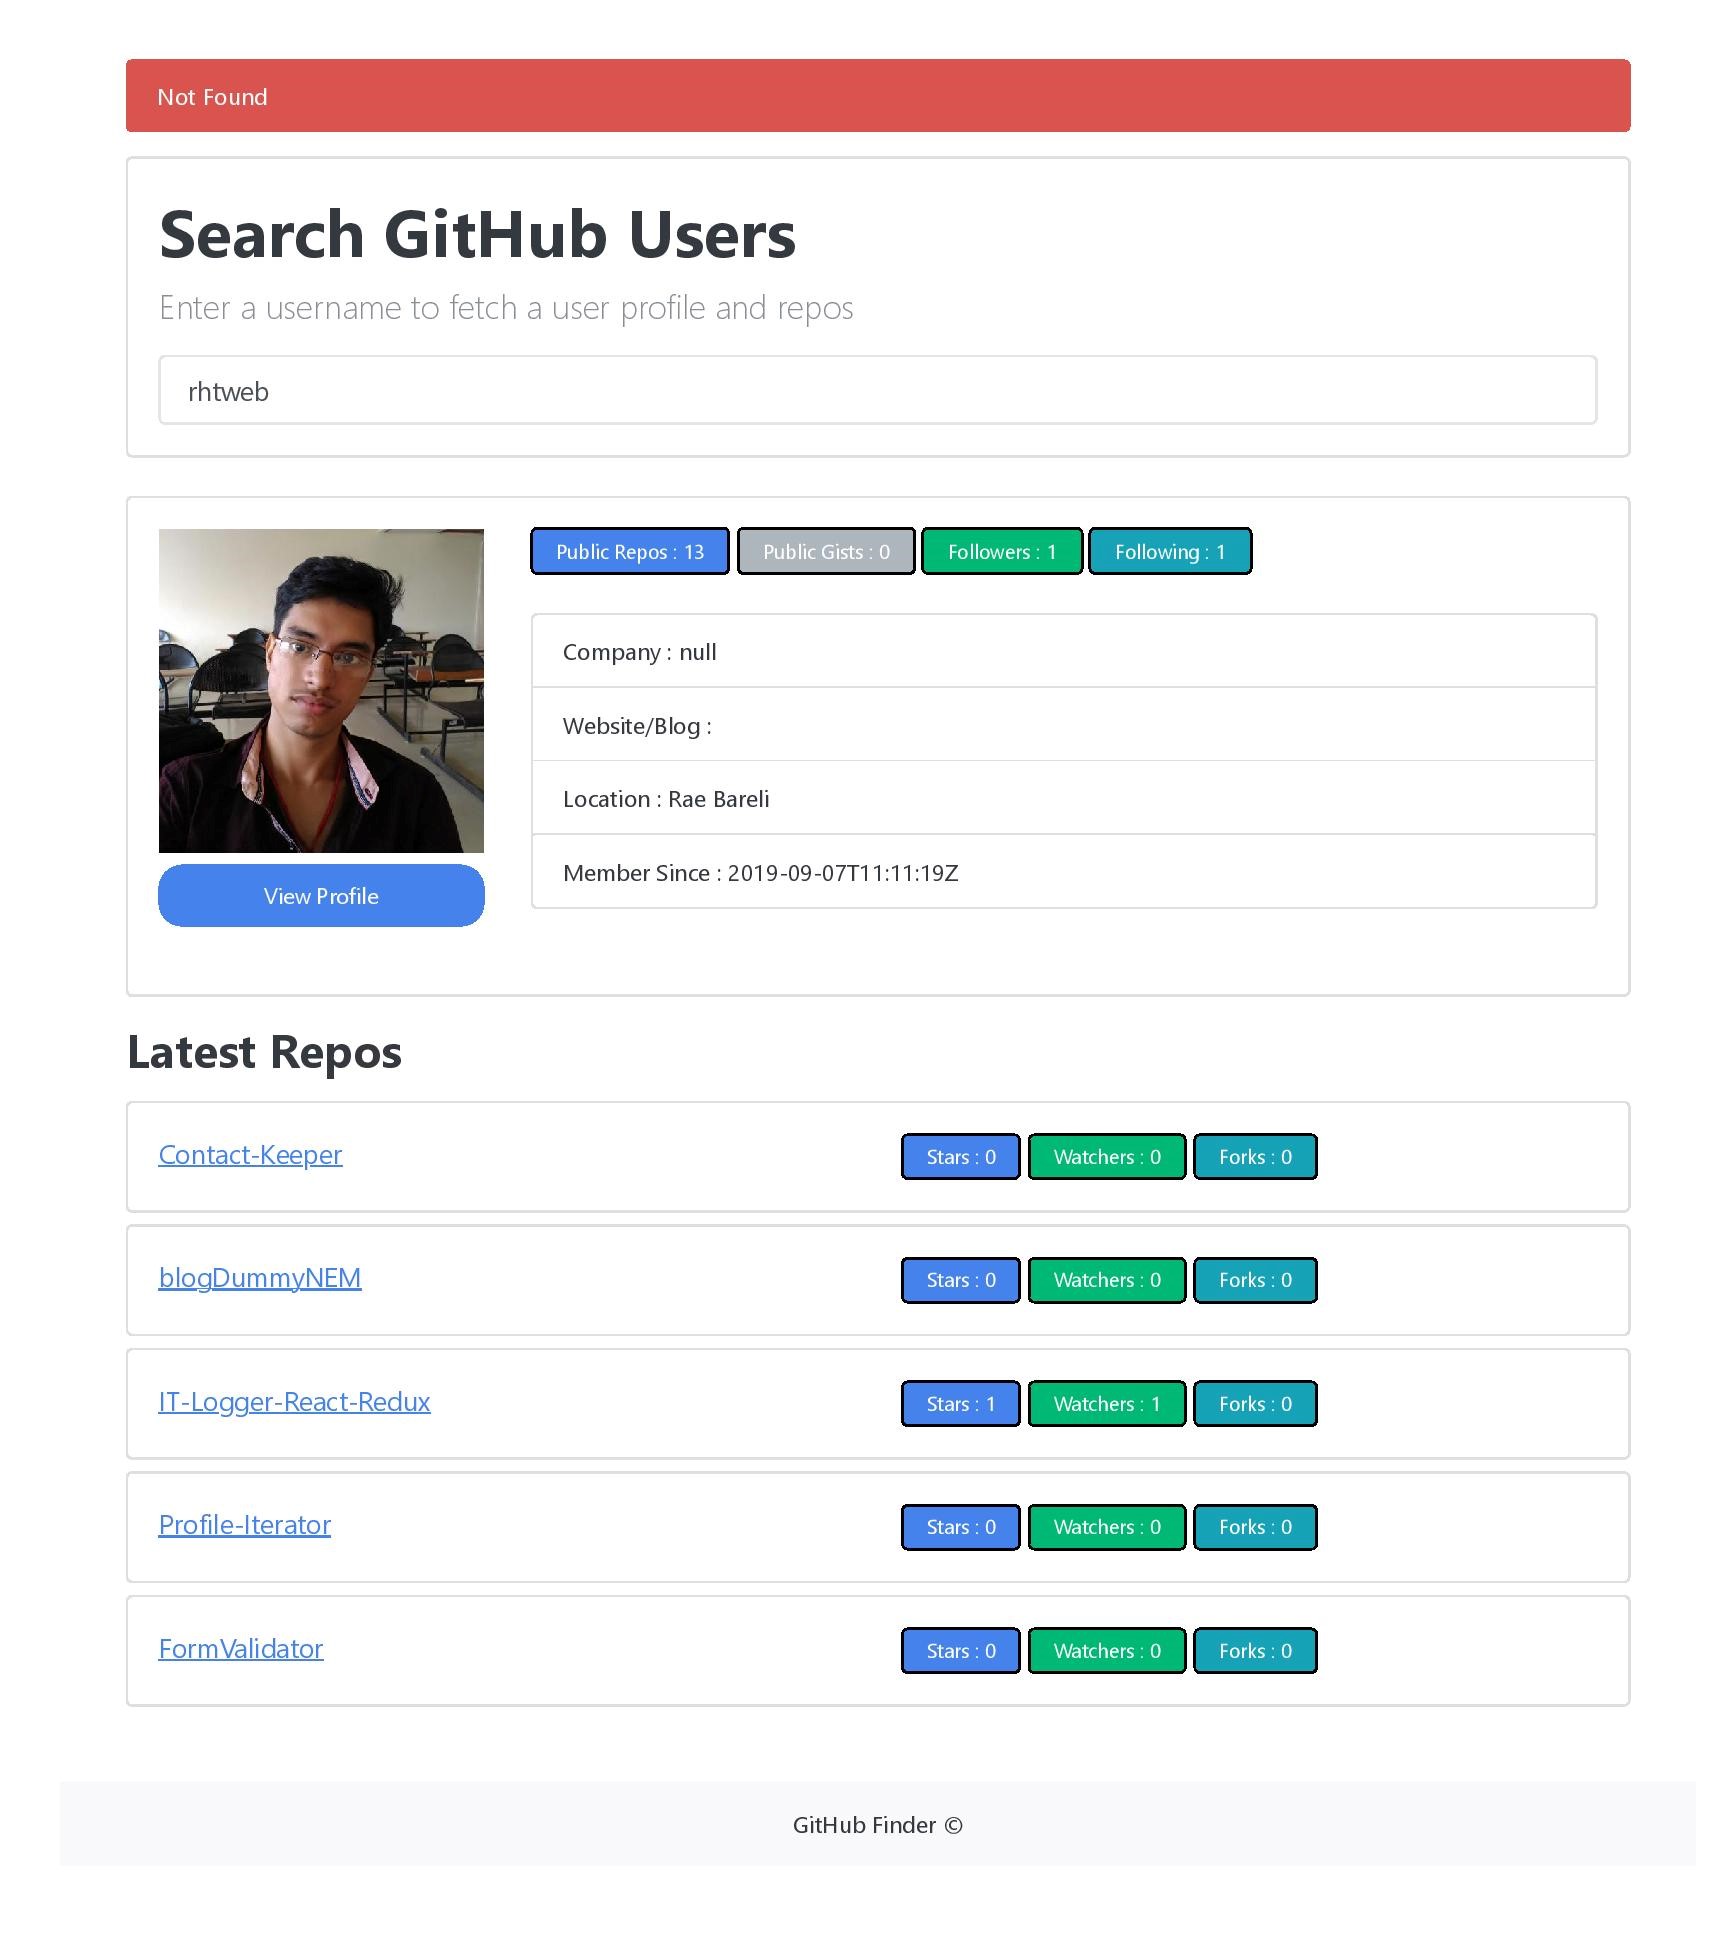 Not Found
Search GitHub Users
Enter a username to fetch a user profile and repos
rhtweb
Public Repos : 13 Public Gists : 0 Followers : 1 Following : 1
Company : null
Website/Blog :
Location : Rae Bareli
Member Since : 2019-09-07T11:11:19Z
View Profile
Latest Repos
Contact-Keeper Stars : 0 Watchers : 0 Forks : 0
blogDummyNEM Stars : 0 Watchers : 0 Forks : 0
IT-Logger-React-Redux Stars : 1 Watchers : 1 Forks : 0
Profile-Iterator Stars : 0 Watchers : 0 Forks : 0
FormValidator Stars : 0 Watchers : 0 Forks : 0
GitHub Finder ©